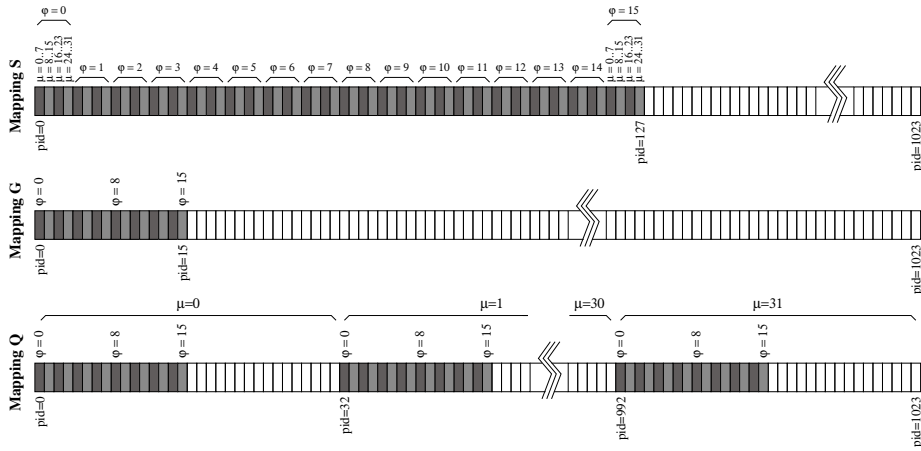 φ = 0
φ = 15
μ = 0..7
μ = 8..15
μ = 16..23
μ = 24..31
φ = 1
φ = 2
φ = 3
φ = 4
φ = 5
φ = 6
φ = 7
φ = 8
φ = 9
φ = 10
φ = 11
φ = 12
φ = 13
φ = 14
μ = 0..7
μ = 8..15
μ = 16..23
μ = 24..31
Mapping S
pid=0
pid=127
pid=1023
φ = 0
φ = 8
φ = 15
Mapping G
pid=0
pid=15
pid=1023
μ=0
μ=1
μ=30
μ=31
φ = 0
φ = 8
φ = 15
φ = 0
φ = 8
φ = 15
φ = 0
φ = 8
φ = 15
Mapping Q
pid=0
pid=32
pid=992
pid=1023